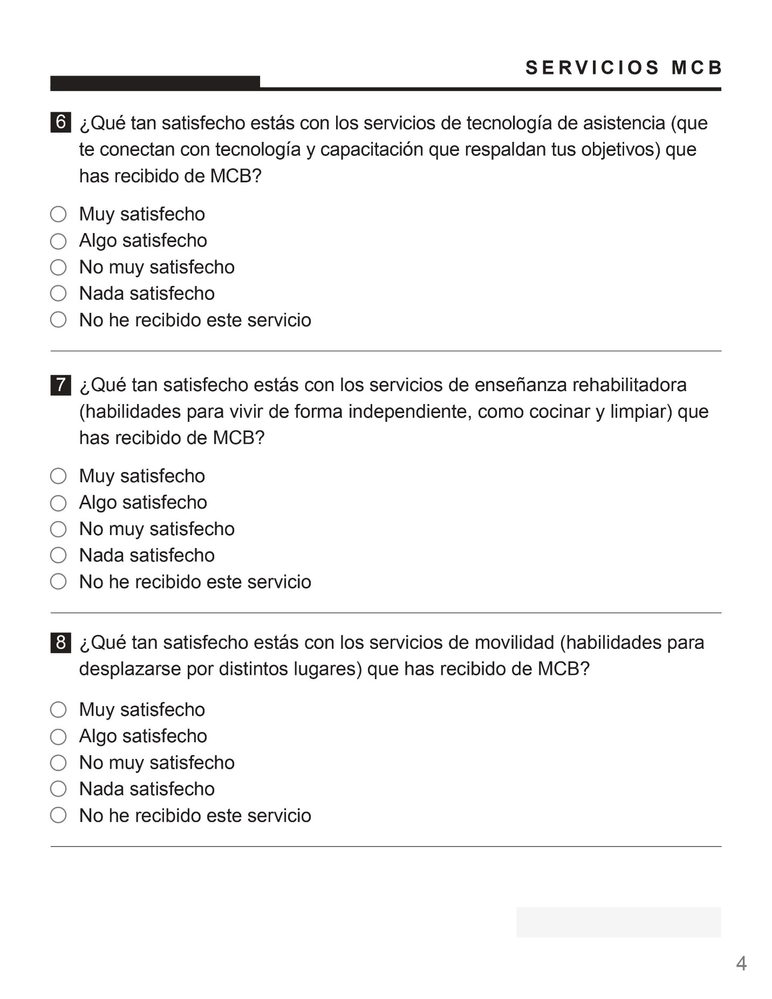 SERVICIOS MCB
6 ¿Qué tan satisfecho estás con los servicios de tecnología de asistencia (que
te conectan con tecnología y capacitación que respaldan tus objetivos) que
has recibido de MCB?
Muy satisfecho
Algo satisfecho
No muy satisfecho
Nada satisfecho
No he recibido este servicio
7 ¿Qué tan satisfecho estás con los servicios de enseñanza rehabilitadora
(habilidades para vivir de forma independiente, como cocinar y limpiar) que
has recibido de MCB?
Muy satisfecho
Algo satisfecho
No muy satisfecho
Nada satisfecho
No he recibido este servicio
8 ¿Qué tan satisfecho estás con los servicios de movilidad (habilidades para
desplazarse por distintos lugares) que has recibido de MCB?
Muy satisfecho
Algo satisfecho
No muy satisfecho
Nada satisfecho
No he recibido este servicio
4